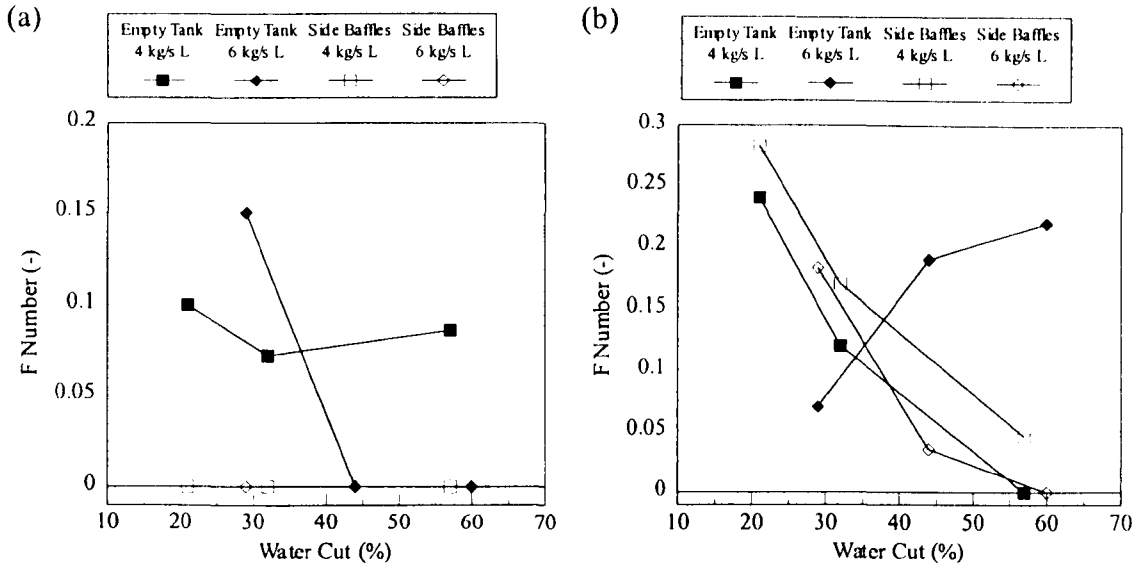 (a)
Empty Tank Empty Tank Side Baffles Side Baffles
4 kg/s L 6 kg/s L 4 kg/s L 6 kg/s L
0.2
0.15
0.1
0.05
0
F Number (-)
10 20 30 40 50 60 70
Water Cut (%)
(b)
Empty Tank Empty Tank Side Baffles Side Baffles
4 kg/s L 6 kg/s L 4 kg/s L 6 kg/s L
0.3
0.25
0.2
0.15
0.1
0.05
0
F Number (-)
10 20 30 40 50 60 70
Water Cut (%)